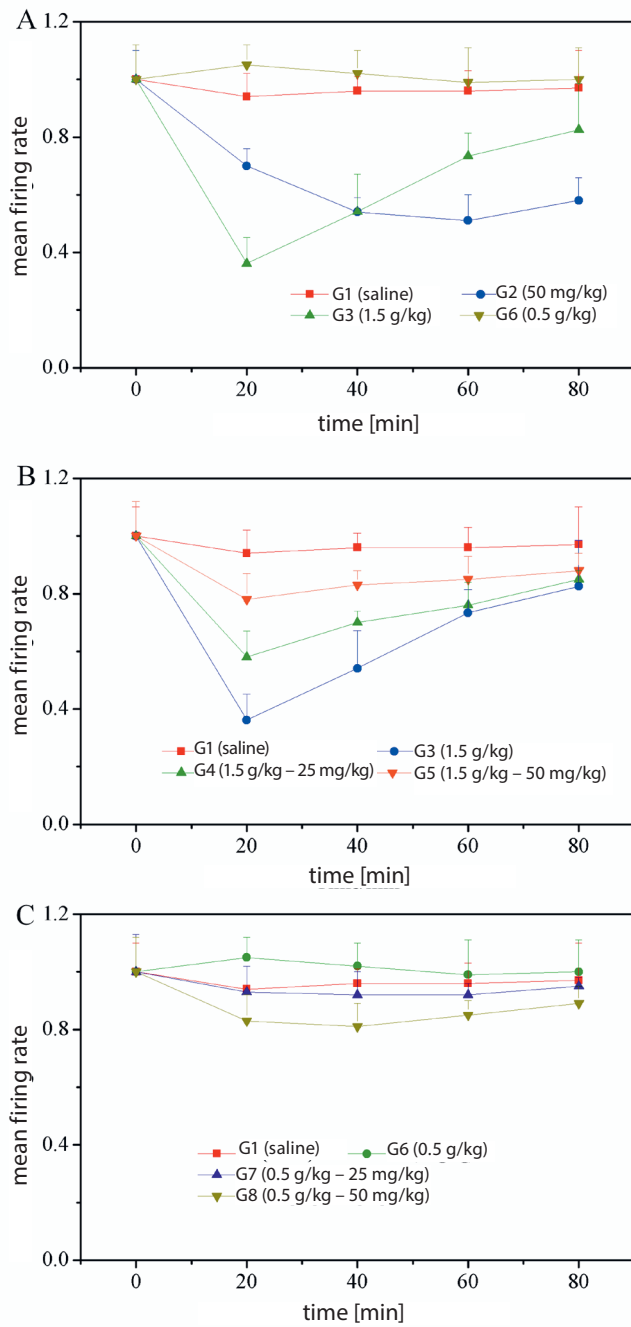 A
1.2
0.8
0.4
0.0
mean firing rate
G1 (saline) G2 (50 mg/kg)
G3 (1.5 g/kg) G6 (0.5 g/kg)
0 20 40 60 80
time [min]
B
1.2
0.8
0.4
0.0
mean firing rate
G1 (saline) G3 (1.5 g/kg)
G4 (1.5 g/kg – 25 mg/kg) G5 (1.5 g/kg – 50 mg/kg)
0 20 40 60 80
time [min]
C
1.2
0.8
0.4
0.0
mean firing rate
G1 (saline) G6 (0.5 g/kg)
G7 (0.5 g/kg – 25 mg/kg)
G8 (0.5 g/kg – 50 mg/kg)
0 20 40 60 80
time [min]